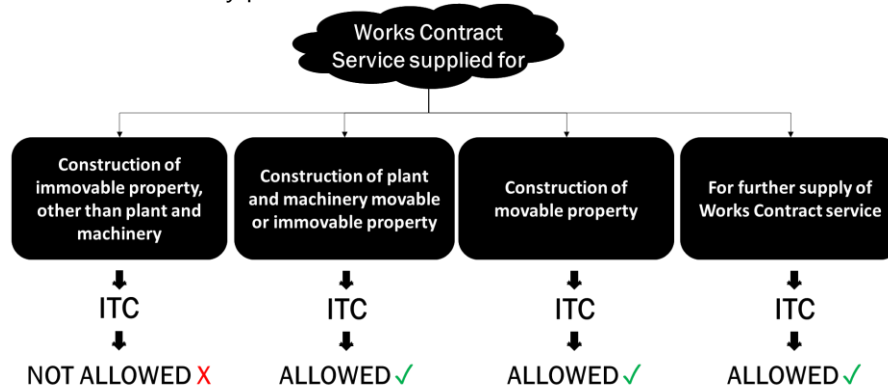 Works Contract
Service supplied for
Construction of
immovable property,
other than plant and
machinery
Construction of plant
and machinery movable
or immovable property
Construction of
movable property
For further supply of
Works Contract service
ITC
ITC
ITC
ITC
NOT ALLOWED X
ALLOWED ✓
ALLOWED ✓
ALLOWED ✓